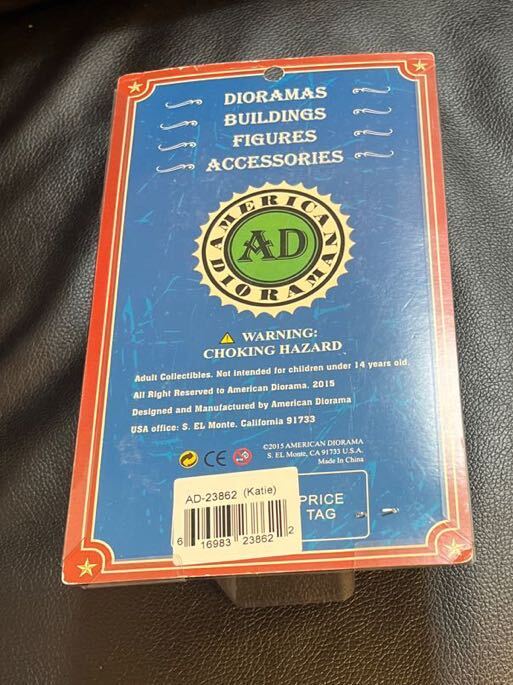 DIORAMAS
BUILDINGS
FIGURES
ACCESSORIES
AMERICAN
AD
DIORAMA
WARNING:
CHOKING HAZARD
Adult Collectibles. Not intended for children under 14 years old.
All Right Reserved to American Diorama. 2015
Designed and Manufactured by American Diorama
USA office: S. EL Monte. California 91733
©2015 AMERICAN DIORAMA
S. EL Monte, CA 91733 U.S.A.
Made In China
CE
AD-23862 (Katie)
6 16983 23862 2
PRICE
TAG